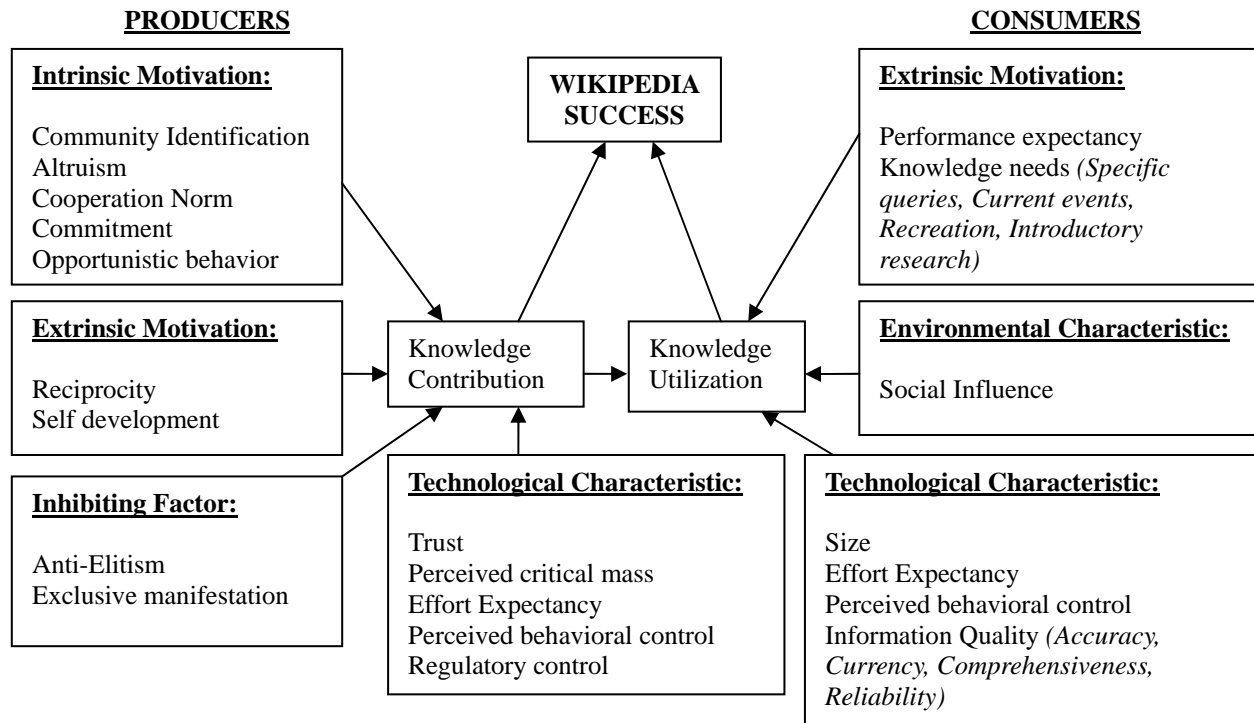 PRODUCERS
Intrinsic Motivation:
Community Identification
Altruism
Cooperation Norm
Commitment
Opportunistic behavior
Extrinsic Motivation:
Reciprocity
Self development
Inhibiting Factor:
Anti-Elitism
Exclusive manifestation
WIKIPEDIA
SUCCESS
Knowledge
Contribution
Knowledge
Utilization
Technological Characteristic:
Trust
Perceived critical mass
Effort Expectancy
Perceived behavioral control
Regulatory control
CONSUMERS
Extrinsic Motivation:
Performance expectancy
Knowledge needs (Specific
queries, Current events,
Recreation, Introductory
research)
Environmental Characteristic:
Social Influence
Technological Characteristic:
Size
Effort Expectancy
Perceived behavioral control
Information Quality (Accuracy,
Currency, Comprehensiveness,
Reliability)